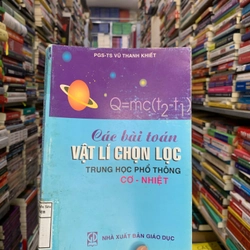 PGS-TS VŨ THANH KHIẾT
Q=mc(t₂-t₁)
Các bài toán
VẬT LÍ CHỌN LỌC
TRUNG HỌC PHỔ THÔNG
CƠ - NHIỆT
NHÀ XUẤT BẢN GIÁO DỤC